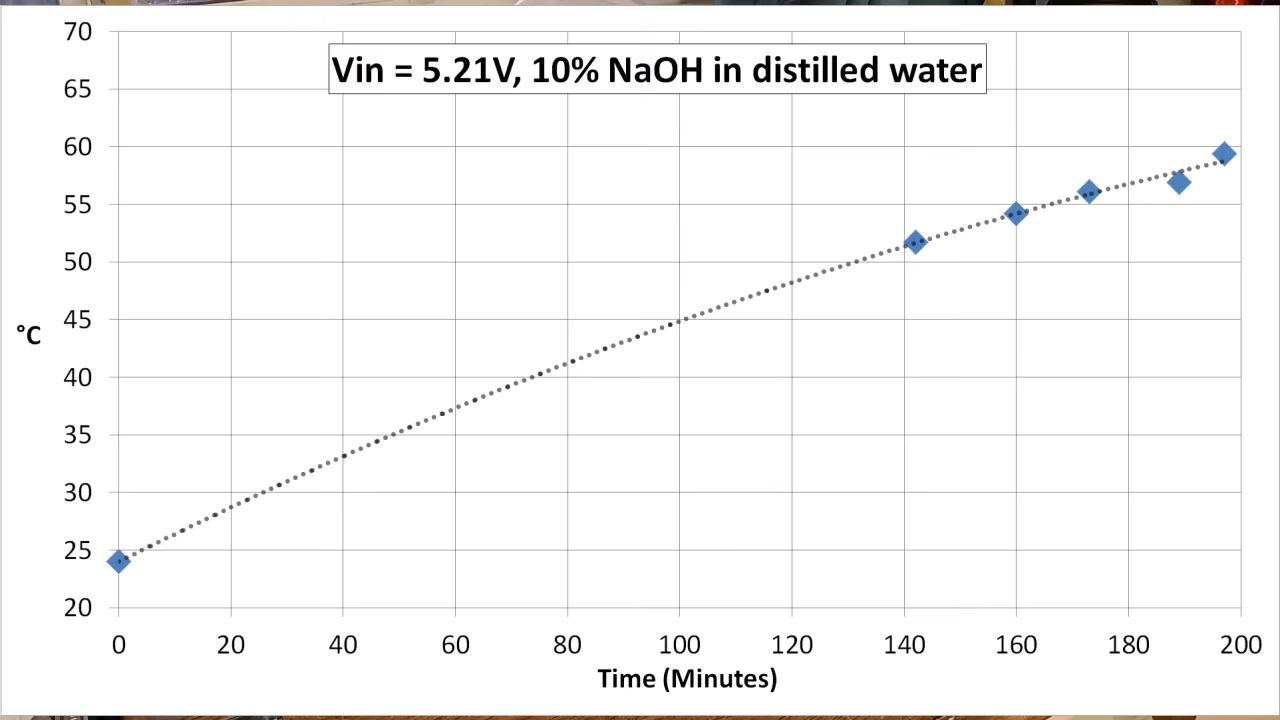 Vin = 5.21V, 10% NaOH in distilled water
70
65
60
55
50
45
40
35
30
25
20
°C
0 20 40 60 80 100 120 140 160 180 200
Time (Minutes)